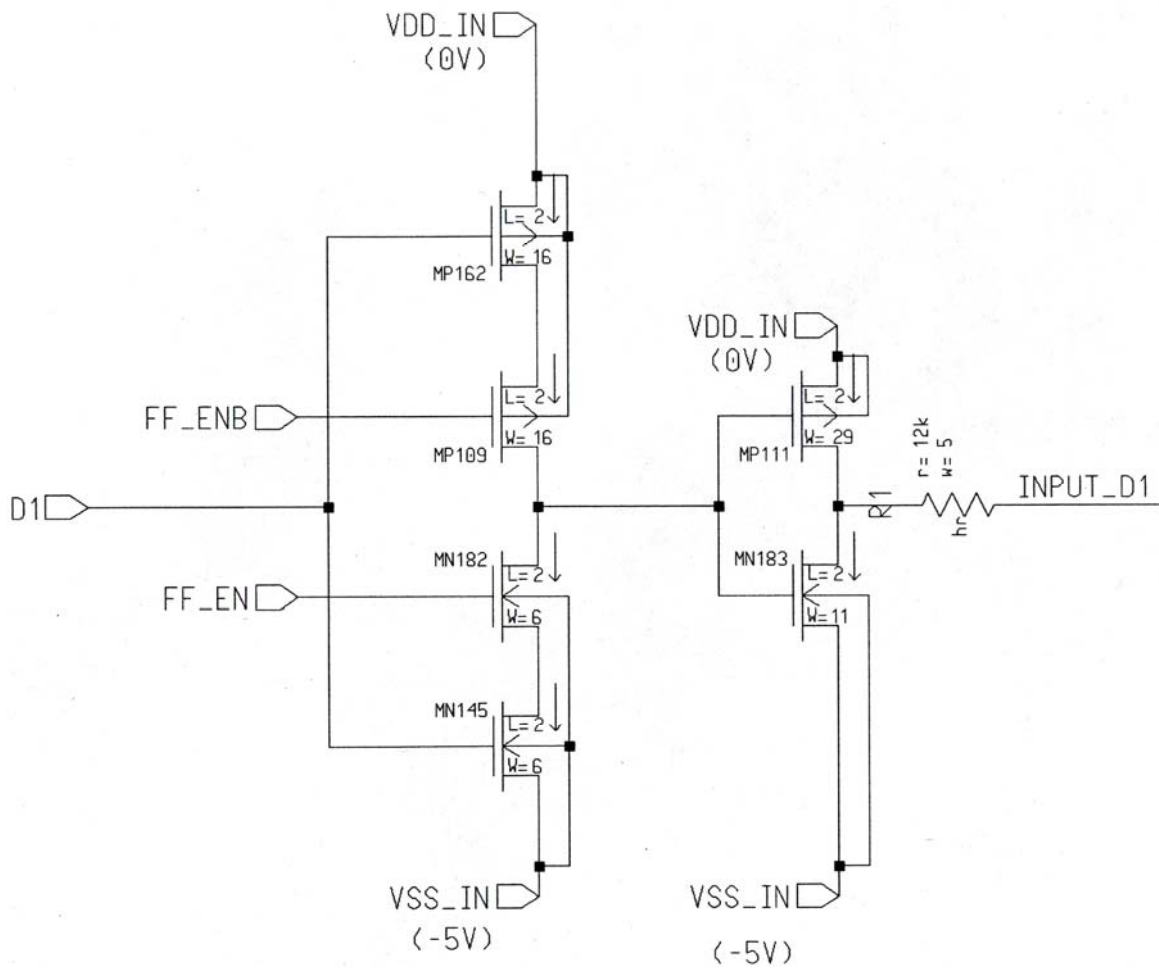 VDD_IN
(0V)
L= 2
W= 16
MP162
VDD_IN
(0V)
L= 2
W= 16
MP109
FF_ENB
L= 2
W= 29
MP111
r= 12k
w= 5
R1
hr
INPUT_D1
D1
MN182
L= 2
W= 6
FF_EN
MN183
L= 2
W= 11
MN145
L= 2
W= 6
VSS_IN
(-5V)
VSS_IN
(-5V)